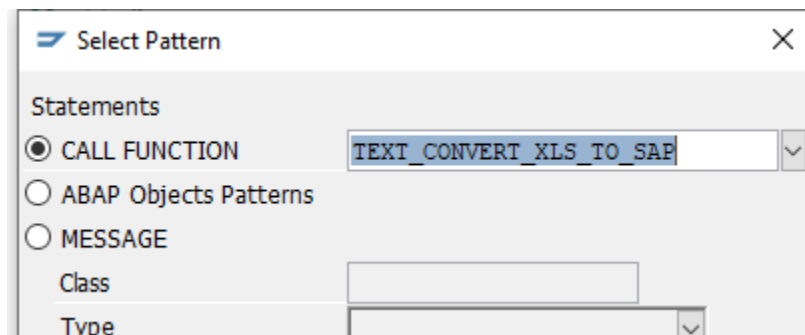 Select Pattern
Statements
CALL FUNCTION TEXT_CONVERT_XLS_TO_SAP
ABAP Objects Patterns
MESSAGE
Class
Type